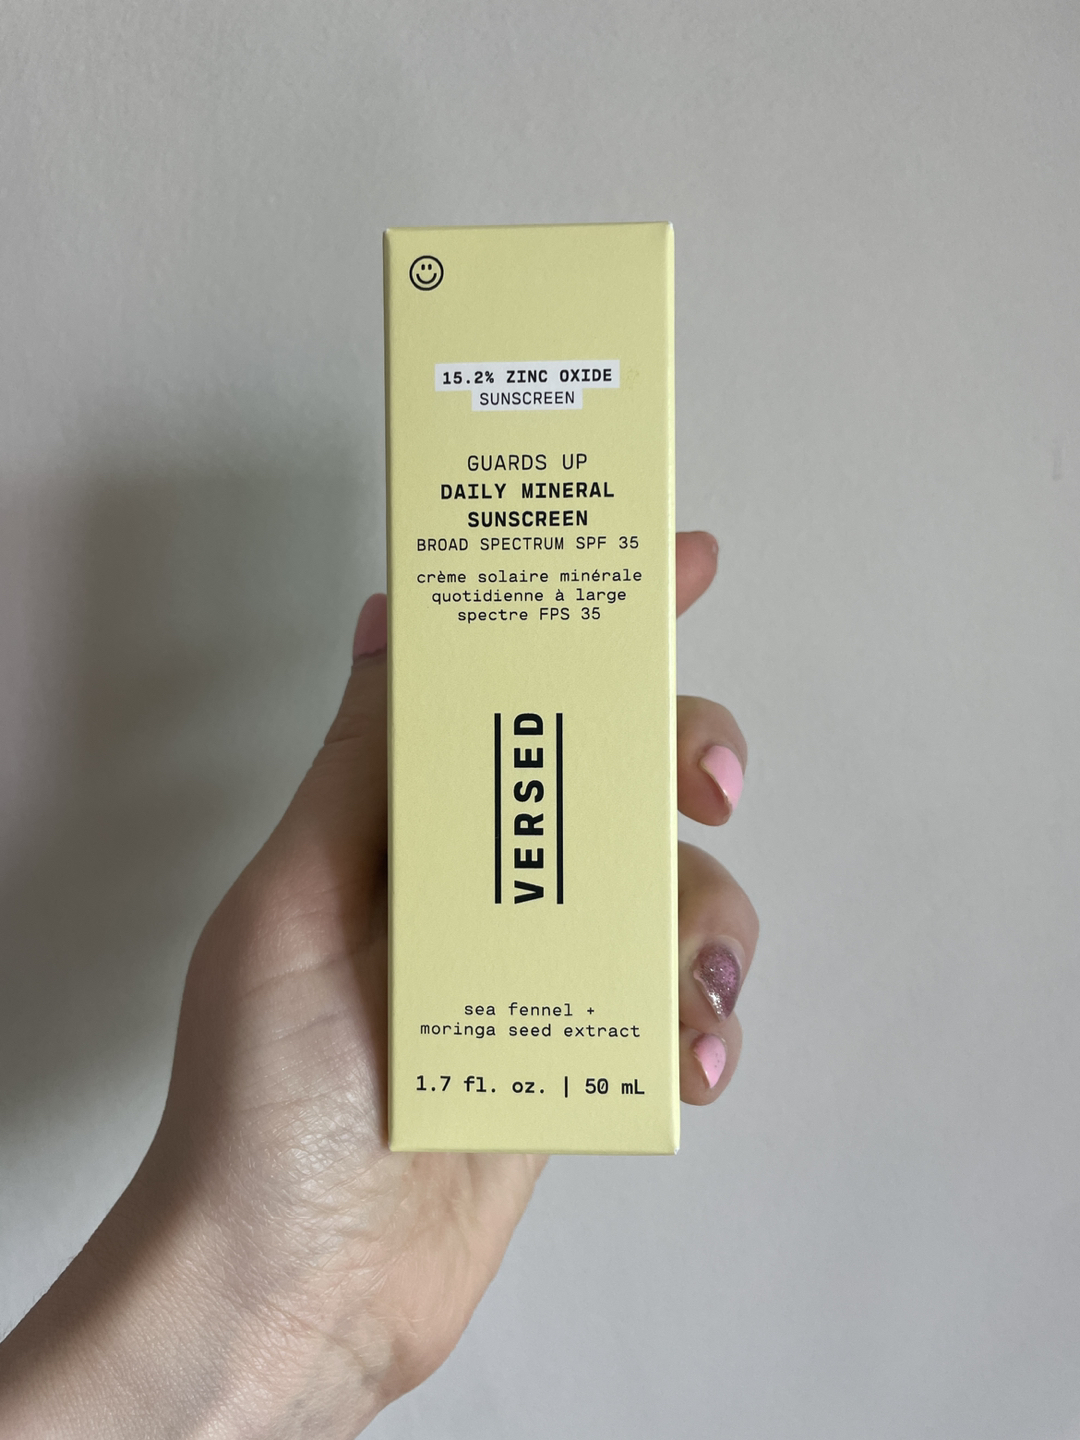 15.2% ZINC OXIDE
SUNSCREEN
GUARDS UP
DAILY MINERAL
SUNSCREEN
BROAD SPECTRUM SPF 35
crème solaire minérale
quotidienne à large
spectre FPS 35
VERSED
sea fennel +
moringa seed extract
1.7 fl. oz. | 50 mL